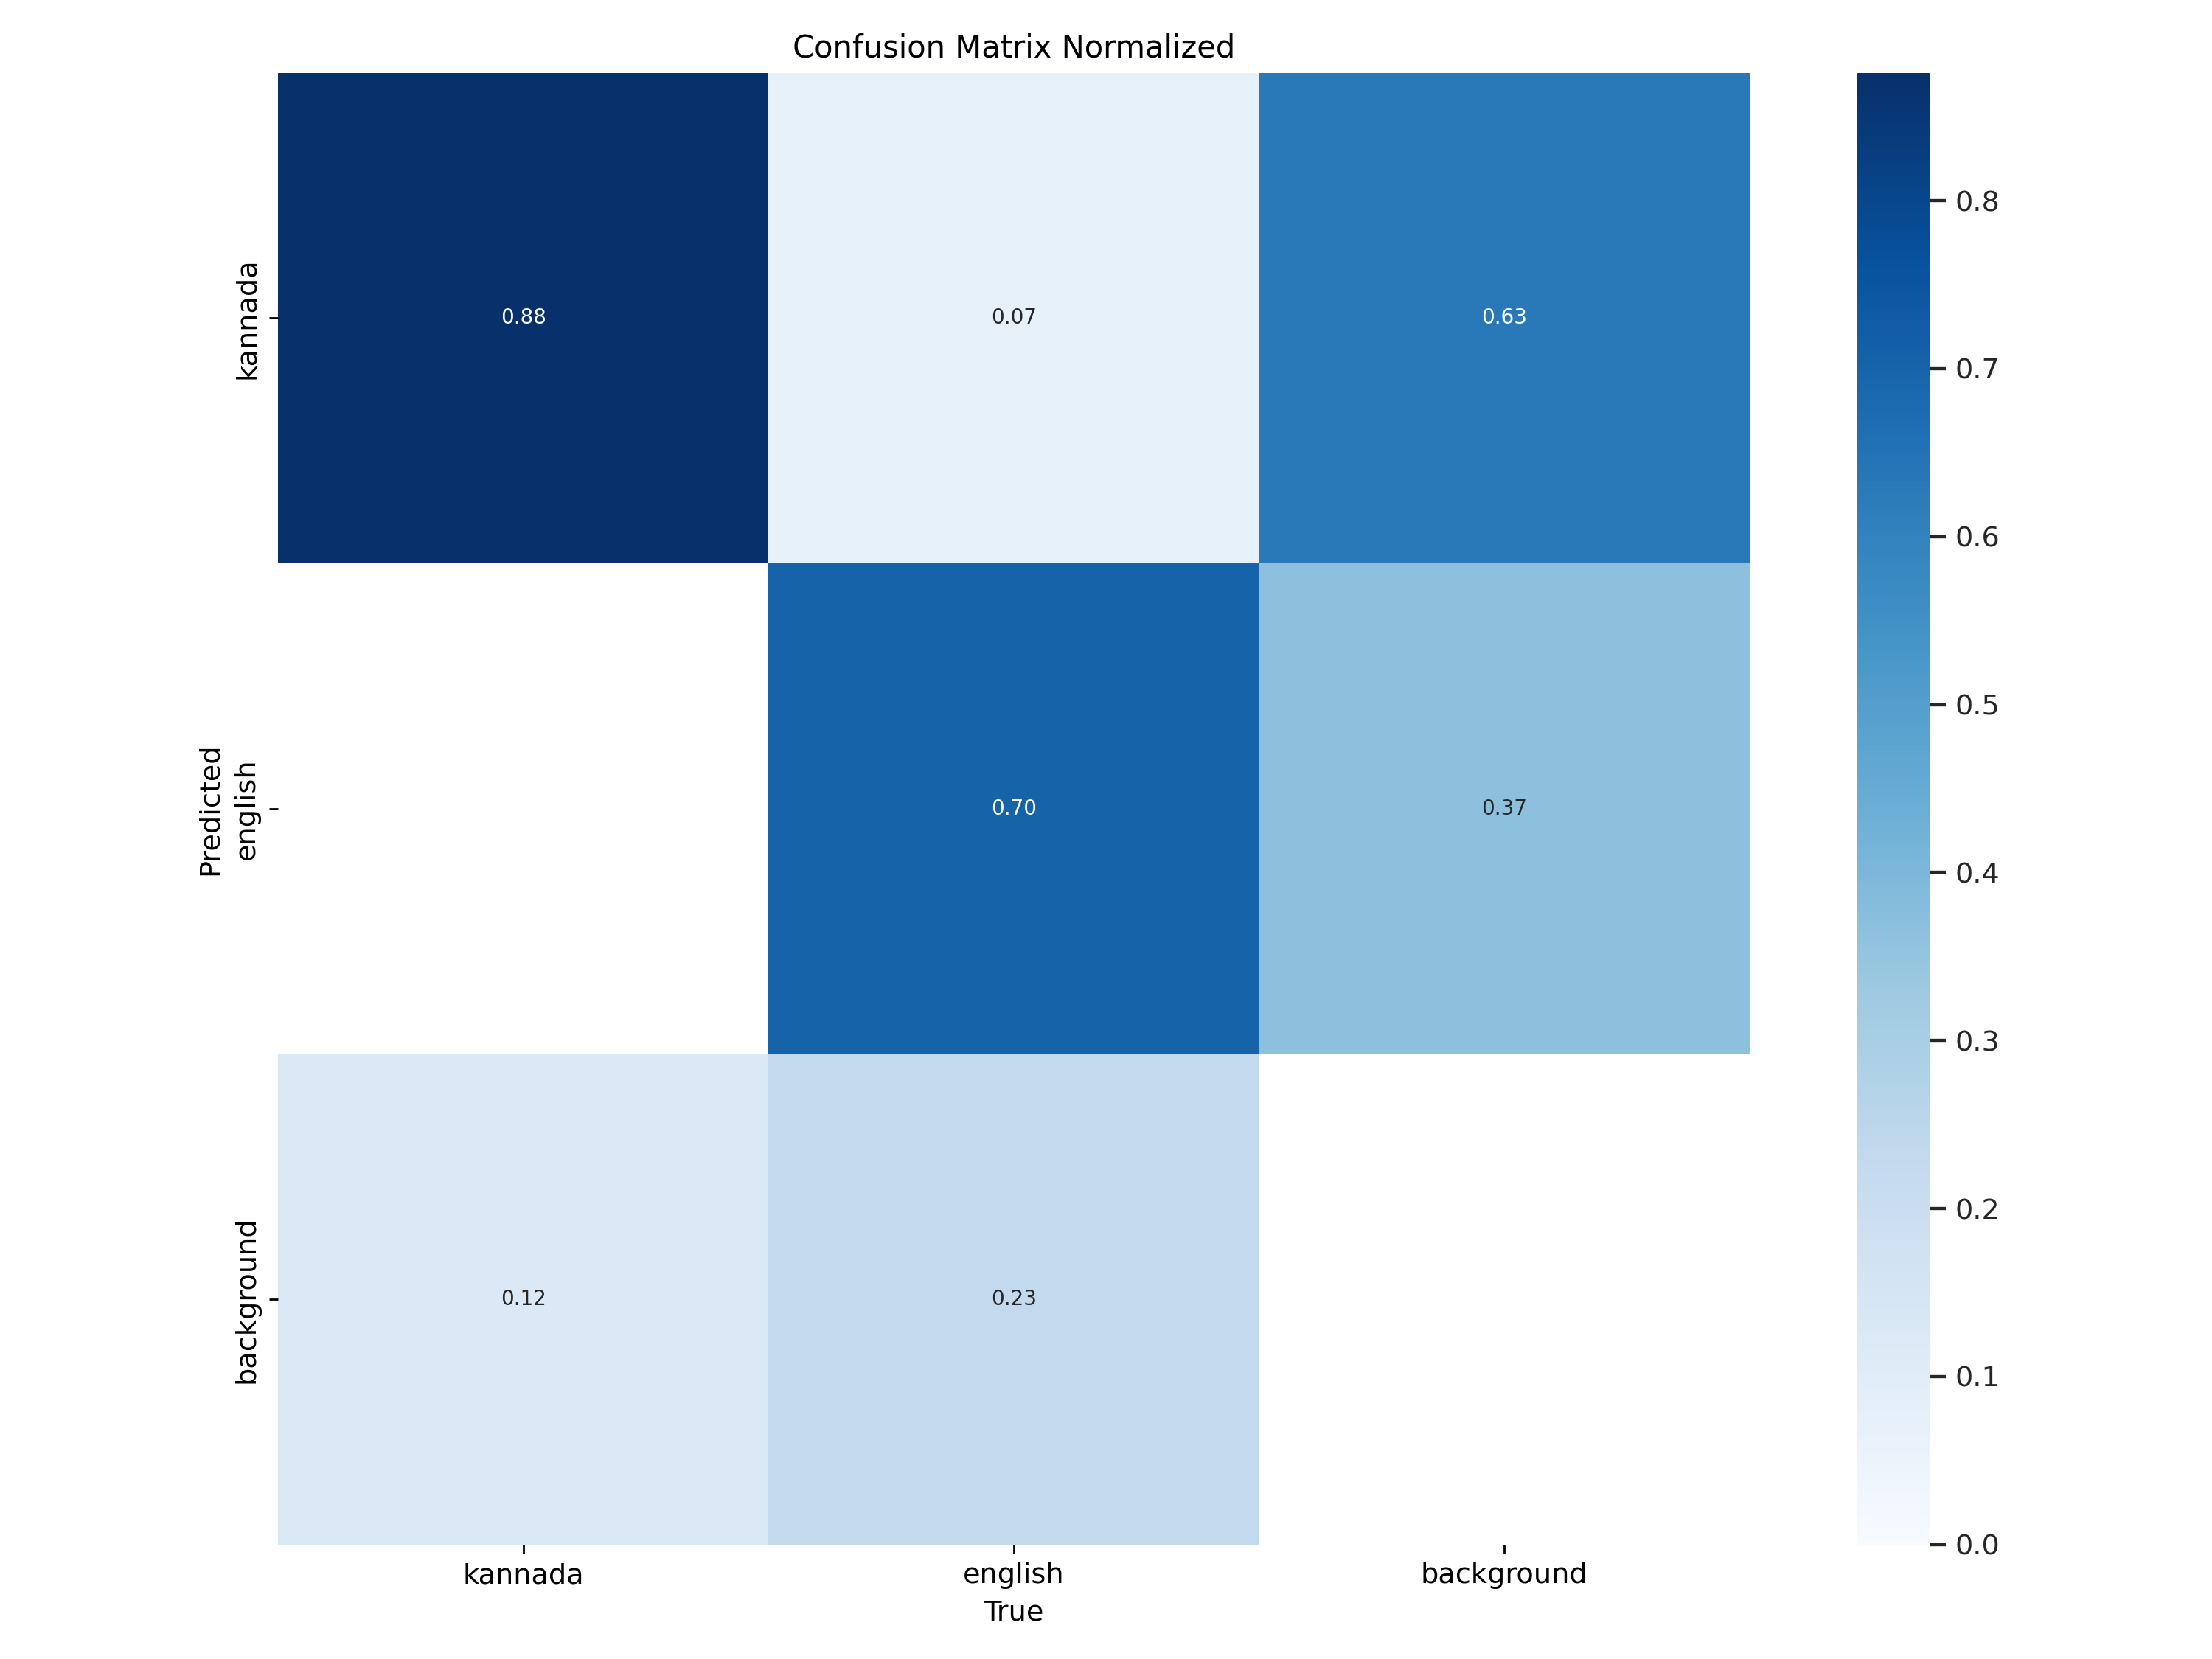 Confusion Matrix Normalized
kannada
0.88
0.07
0.63
0.8
0.7
0.6
0.5
Predicted
english
0.70
0.37
0.4
0.3
background
0.12
0.23
0.2
0.1
0.0
kannada
english
background
True